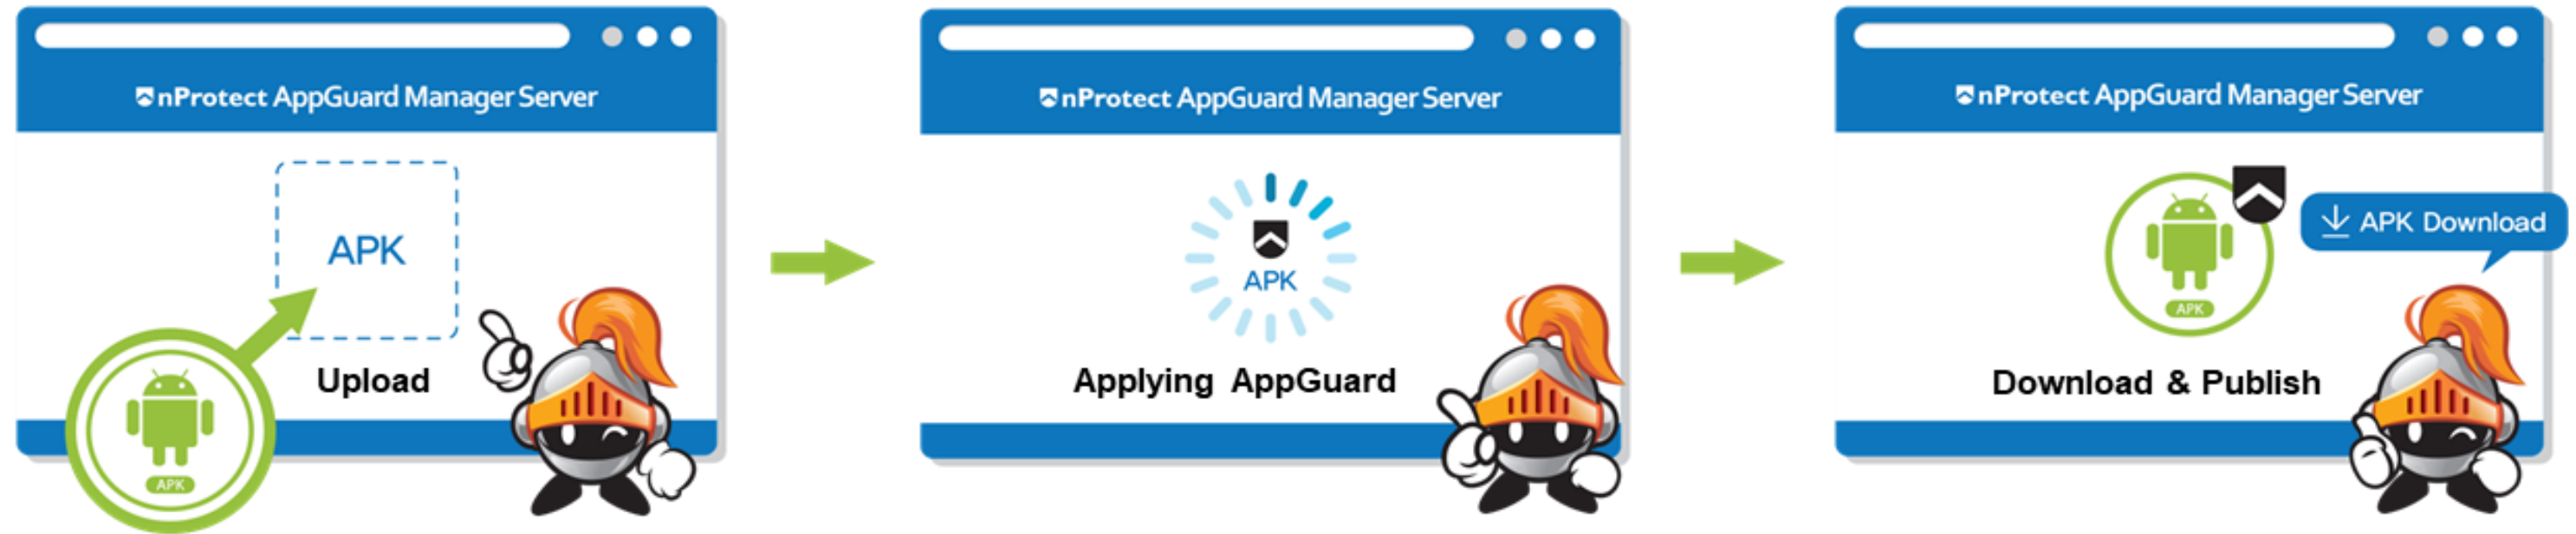 nProtect AppGuard Manager Server
APK
Upload
APK
nProtect AppGuard Manager Server
APK
Applying AppGuard
nProtect AppGuard Manager Server
APK Download
APK
Download & Publish